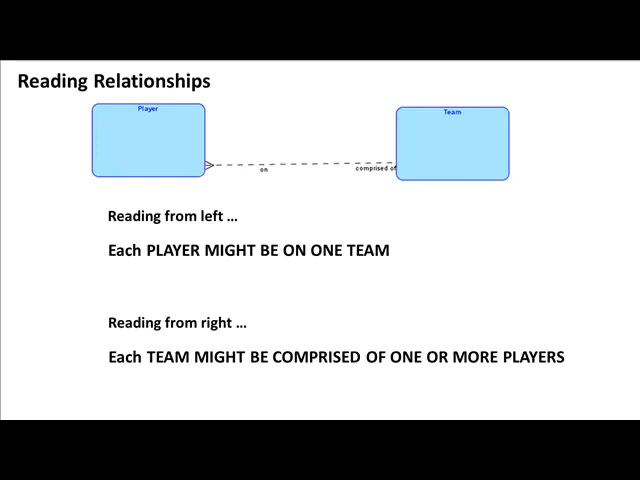 Reading Relationships
Player
Team
on
comprised of
Reading from left ...
Each PLAYER MIGHT BE ON ONE TEAM
Reading from right ...
Each TEAM MIGHT BE COMPRISED OF ONE OR MORE PLAYERS